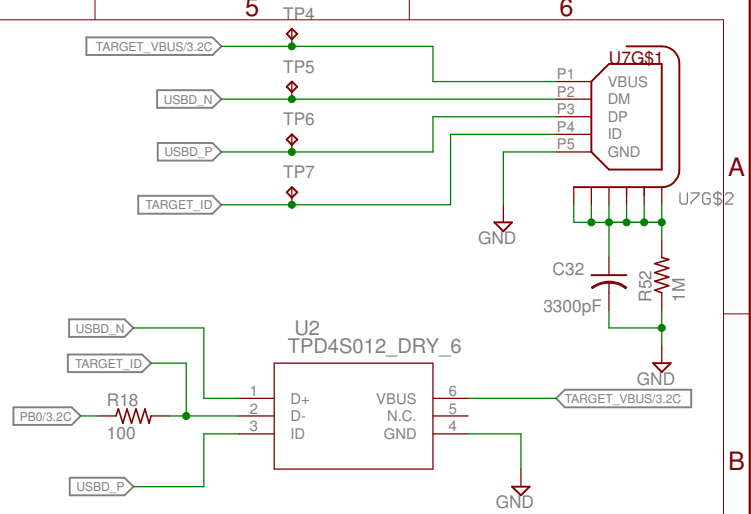 5
6
TP4
TARGET_VBUS/3.2C
U7G$1
TP5
P1
VBUS
USBD_N
P2
DM
TP6
P3
DP
P4
ID
USBD_P
P5
GND
A
TP7
TARGET_ID
U7G$2
GND
C32
R52
1M
3300pF
USBD_N
U2
TPD4S012_DRY_6
TARGET_ID
GND
R18
1
D+
VBUS
6
TARGET_VBUS/3.2C
PB0/3.2C
2
D-
N.C.
5
100
3
ID
GND
4
B
USBD_P
GND